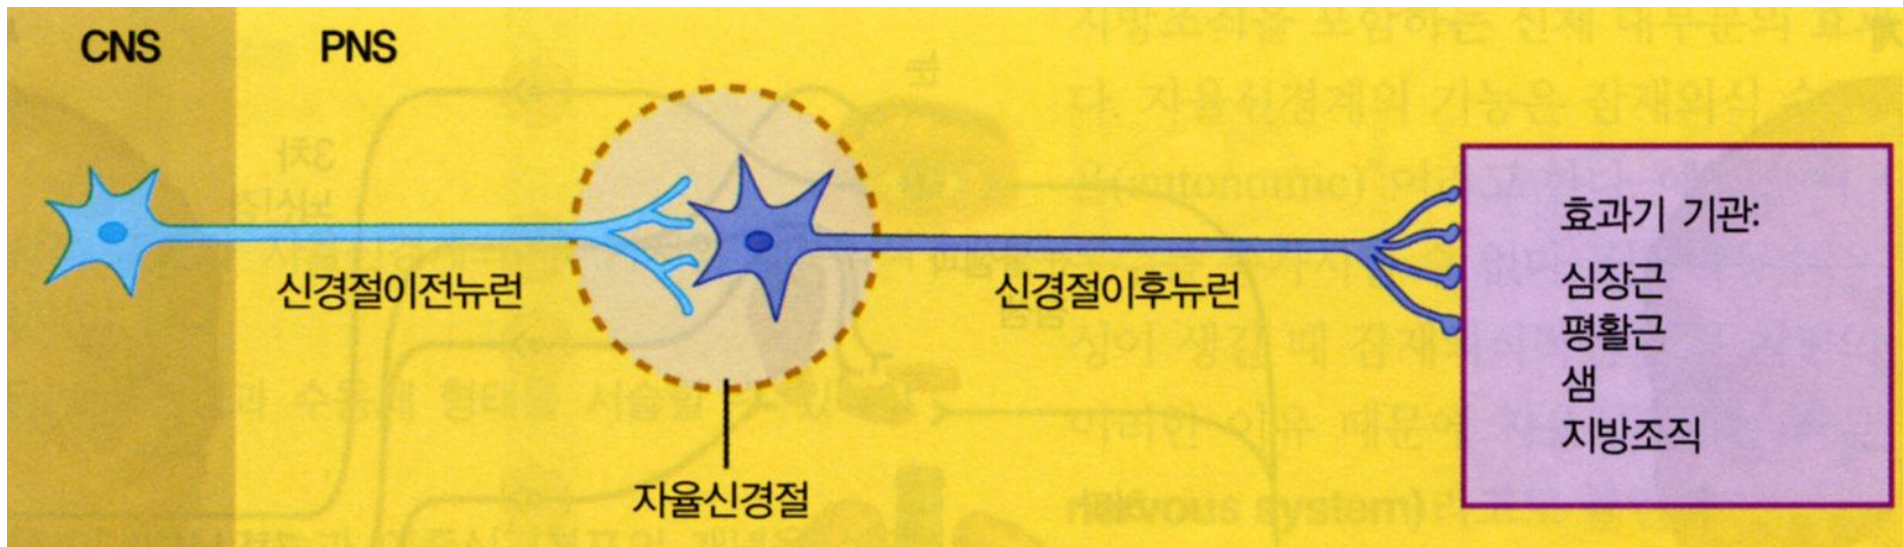 CNS
PNS
신경절이전뉴런
자율신경절
신경절이후뉴런
효과기 기관:
심장근
평활근
샘
지방조직